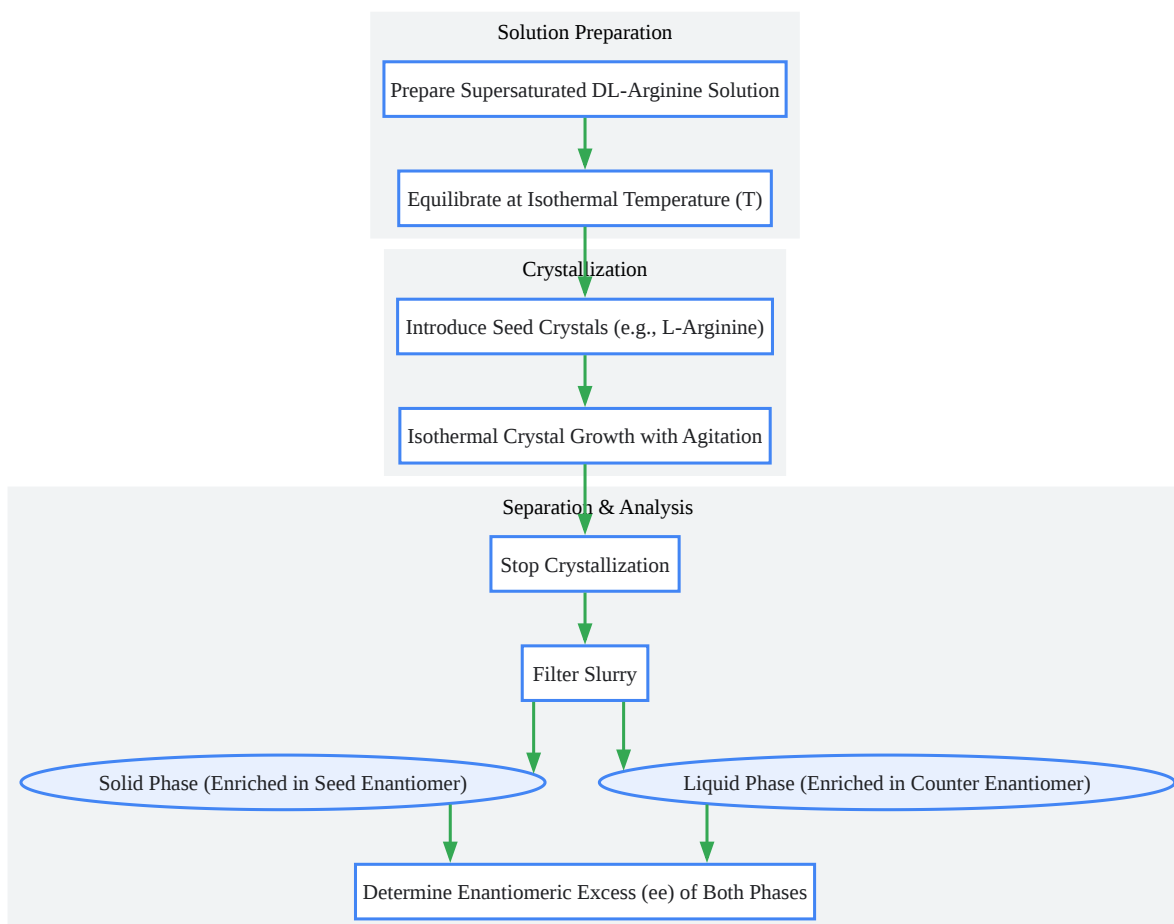 Solution Preparation
Prepare Supersaturated DL-Arginine Solution
Equilibrate at Isothermal Temperature (T)
Crystallization
Introduce Seed Crystals (e.g., L-Arginine)
Isothermal Crystal Growth with Agitation
Separation & Analysis
Stop Crystallization
Filter Slurry
Solid Phase (Enriched in Seed Enantiomer)
Liquid Phase (Enriched in Counter Enantiomer)
Determine Enantiomeric Excess (ee) of Both Phases